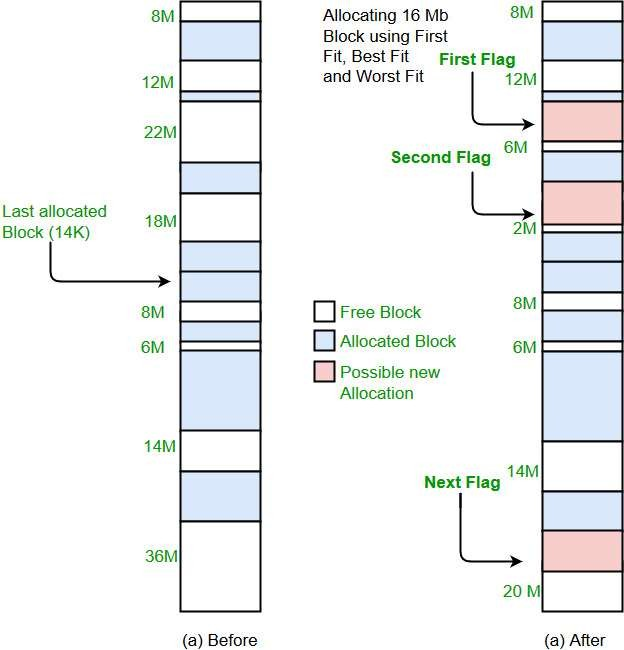 8M
12M
22M
18M
Last allocated
Block (14K)
8M
6M
14M
36M
(a) Before
Allocating 16 Mb
Block using First
Fit, Best Fit
and Worst Fit
Free Block
Allocated Block
Possible new
Allocation
8M
First Flag
12M
6M
Second Flag
2M
8M
6M
14M
Next Flag
20 M
(a) After